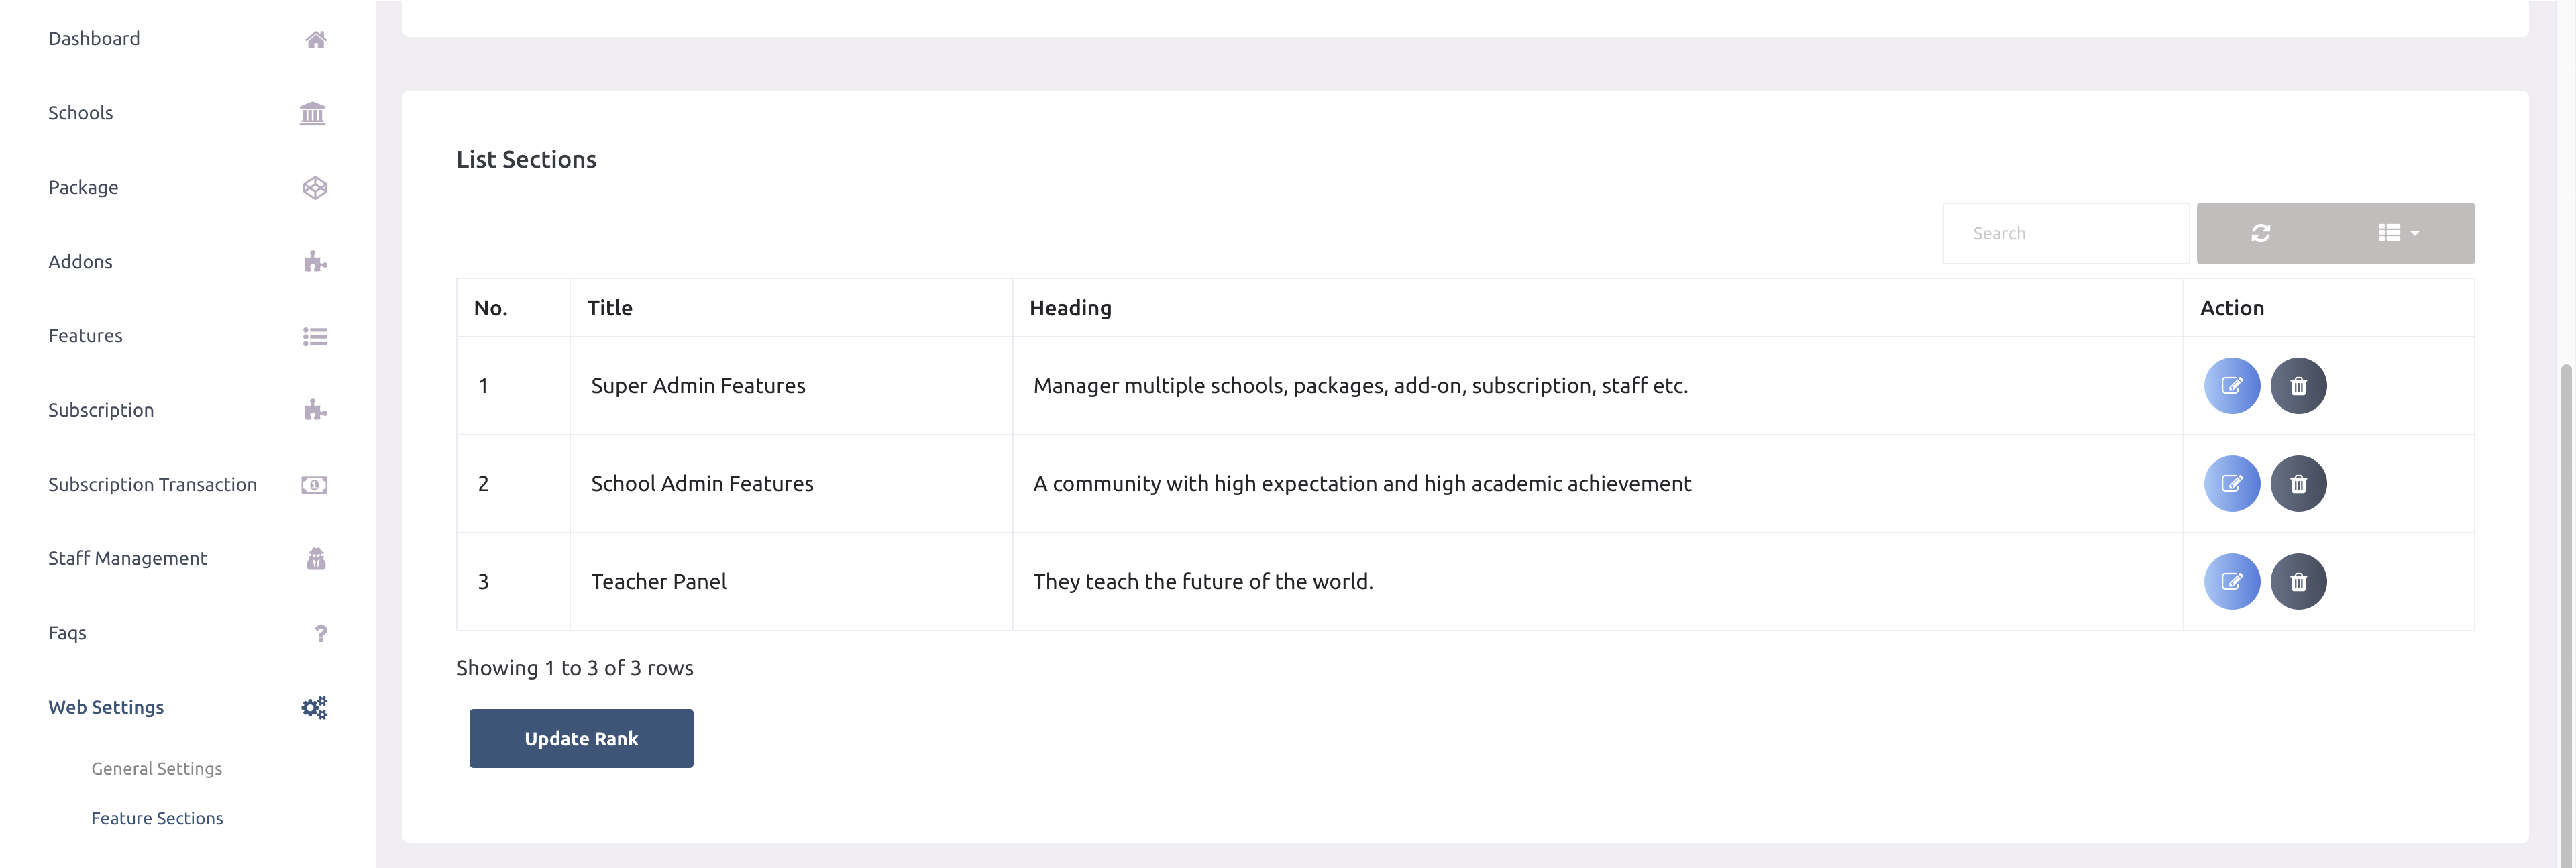 Dashboard
Schools
Package
Addons
Features
Subscription
Subscription Transaction
Staff Management
Faqs
Web Settings
General Settings
Feature Sections
List Sections
Search
No. Title Heading Action
1 Super Admin Features Manager multiple schools, packages, add-on, subscription, staff etc.
2 School Admin Features A community with high expectation and high academic achievement
3 Teacher Panel They teach the future of the world.
Showing 1 to 3 of 3 rows
Update Rank